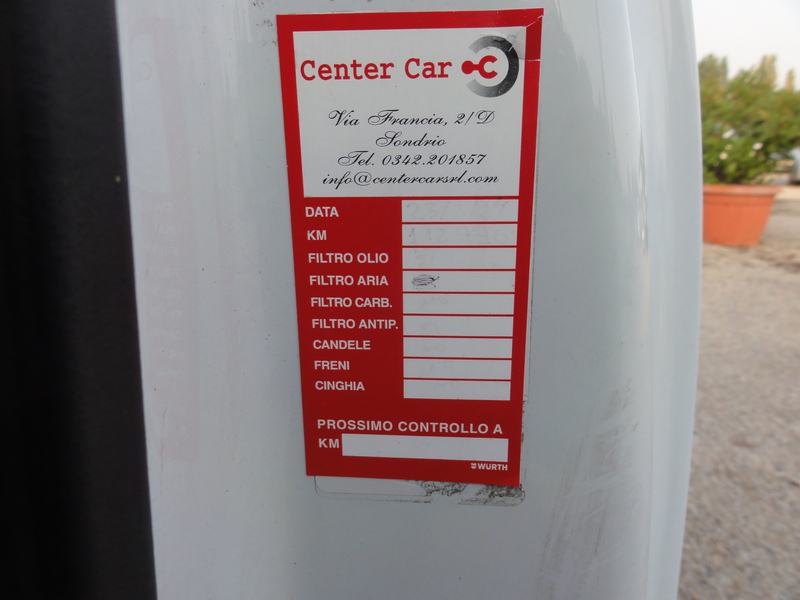 Center Car
Via Francia, 2/D
Sondrio
Tel. 0342.201857
info@centercarsrl.com
DATA
KM
FILTRO OLIO
FILTRO ARIA
FILTRO CARB.
FILTRO ANTIP.
CANDELE
FRENI
CINGHIA
PROSSIMO CONTROLLO A
KM
WURTH